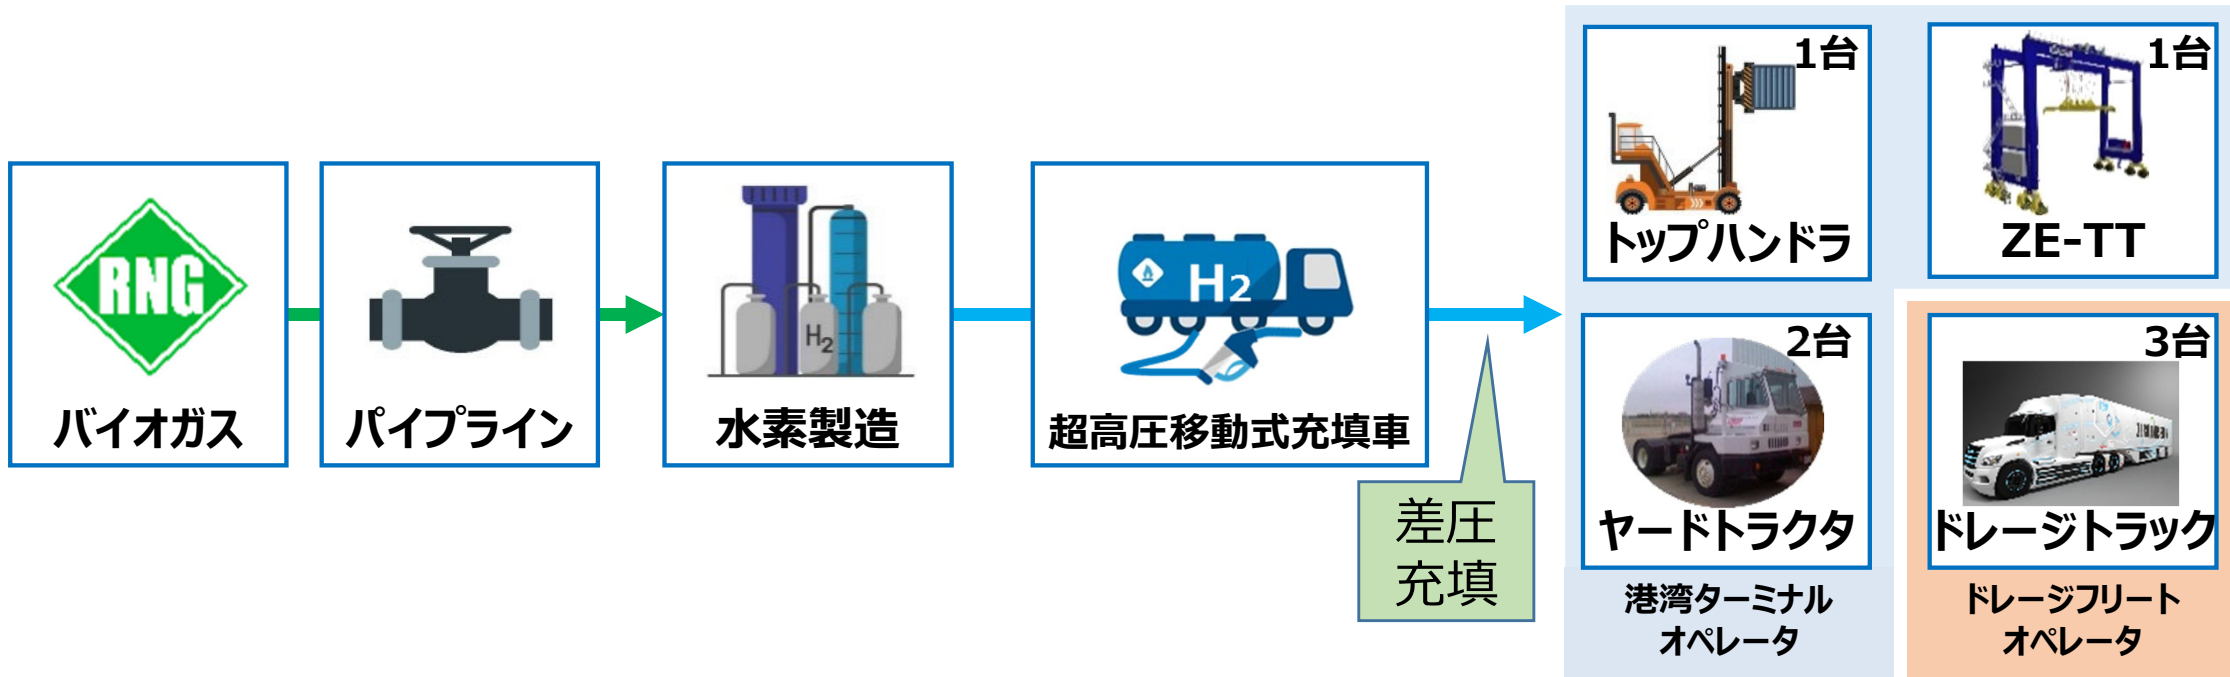 RNG
バイオガス
パイプライン
H2
水素製造
H2
超高圧移動式充填車
差圧
充填
1台
トップハンドラ
1台
ZE-TT
2台
ヤードトラクタ
3台
ドレージトラック
港湾ターミナル
オペレータ
ドレージフリート
オペレータ